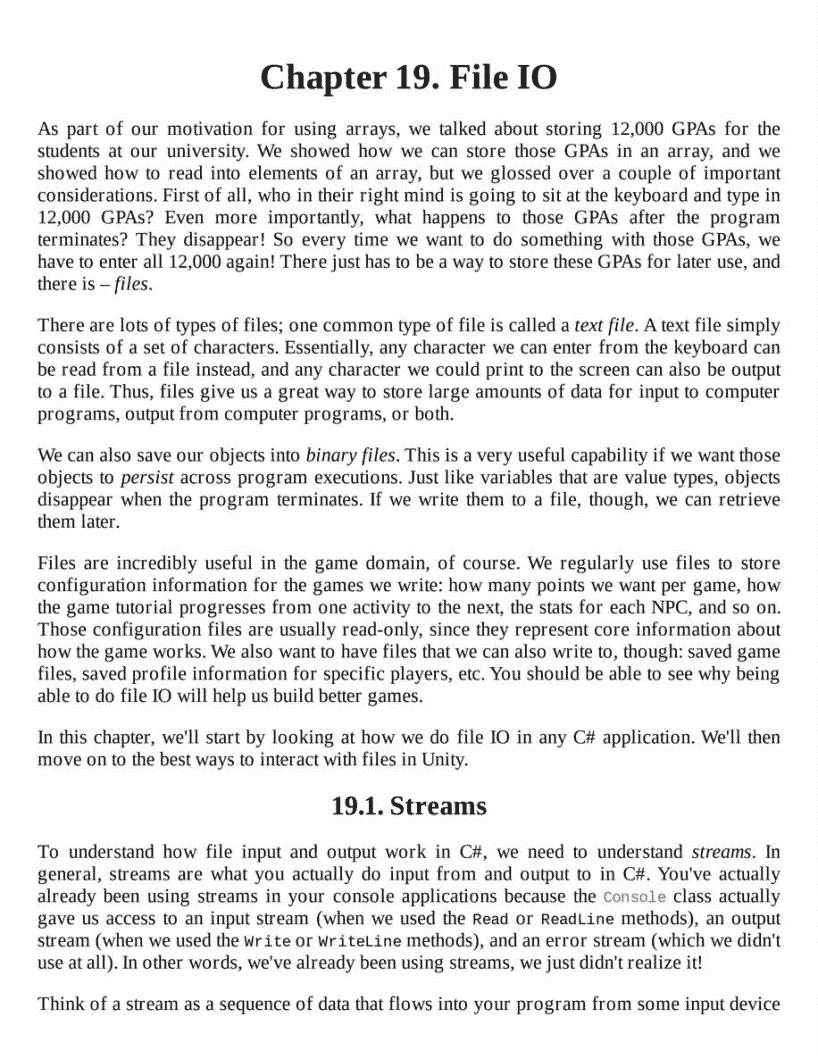 Chapter 19. File IO
As part of our motivation for using arrays, we talked about storing 12,000 GPAs for the
students at our university. We showed how we can store those GPAs in an array, and we
showed how to read into elements of an array, but we glossed over a couple of important
considerations. First of all, who in their right mind is going to sit at the keyboard and type in
12,000 GPAs? Even more importantly, what happens to those GPAs after the program
terminates? They disappear! So every time we want to do something with those GPAs, we
have to enter all 12,000 again! There just has to be a way to store these GPAs for later use, and
there is – files.
There are lots of types of files; one common type of file is called a text file. A text file simply
consists of a set of characters. Essentially, any character we can enter from the keyboard can
be read from a file instead, and any character we could print to the screen can also be output
to a file. Thus, files give us a great way to store large amounts of data for input to computer
programs, output from computer programs, or both.
We can also save our objects into binary files. This is a very useful capability if we want those
objects to persist across program executions. Just like variables that are value types, objects
disappear when the program terminates. If we write them to a file, though, we can retrieve
them later.
Files are incredibly useful in the game domain, of course. We regularly use files to store
configuration information for the games we write: how many points we want per game, how
the game tutorial progresses from one activity to the next, the stats for each NPC, and so on.
Those configuration files are usually read-only, since they represent core information about
how the game works. We also want to have files that we can also write to, though: saved game
files, saved profile information for specific players, etc. You should be able to see why being
able to do file IO will help us build better games.
In this chapter, we'll start by looking at how we do file IO in any C# application. We'll then
move on to the best ways to interact with files in Unity.
19.1. Streams
To understand how file input and output work in C#, we need to understand streams. In
general, streams are what you actually do input from and output to in C#. You've actually
already been using streams in your console applications because the Console class actually
gave us access to an input stream (when we used the Read or ReadLine methods), an output
stream (when we used the Write or WriteLine methods), and an error stream (which we didn't
use at all). In other words, we've already been using streams, we just didn't realize it!
Think of a stream as a sequence of data that flows into your program from some input device